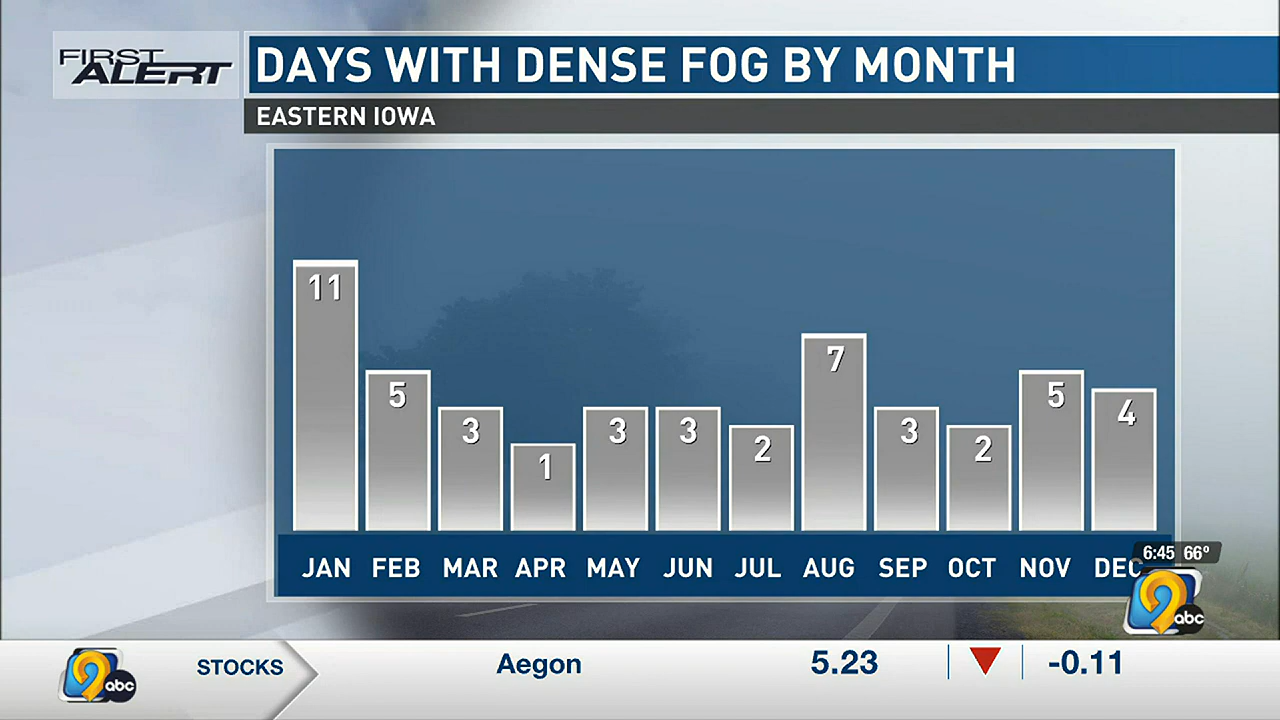 FIRST ALERT
DAYS WITH DENSE FOG BY MONTH
EASTERN IOWA
11
5
3
1
3
3
2
7
3
2
5
4
JAN FEB MAR APR MAY JUN JUL AUG SEP OCT NOV DEC
6:45 66°
9 abc
9 abc
STOCKS
Aegon 5.23 -0.11